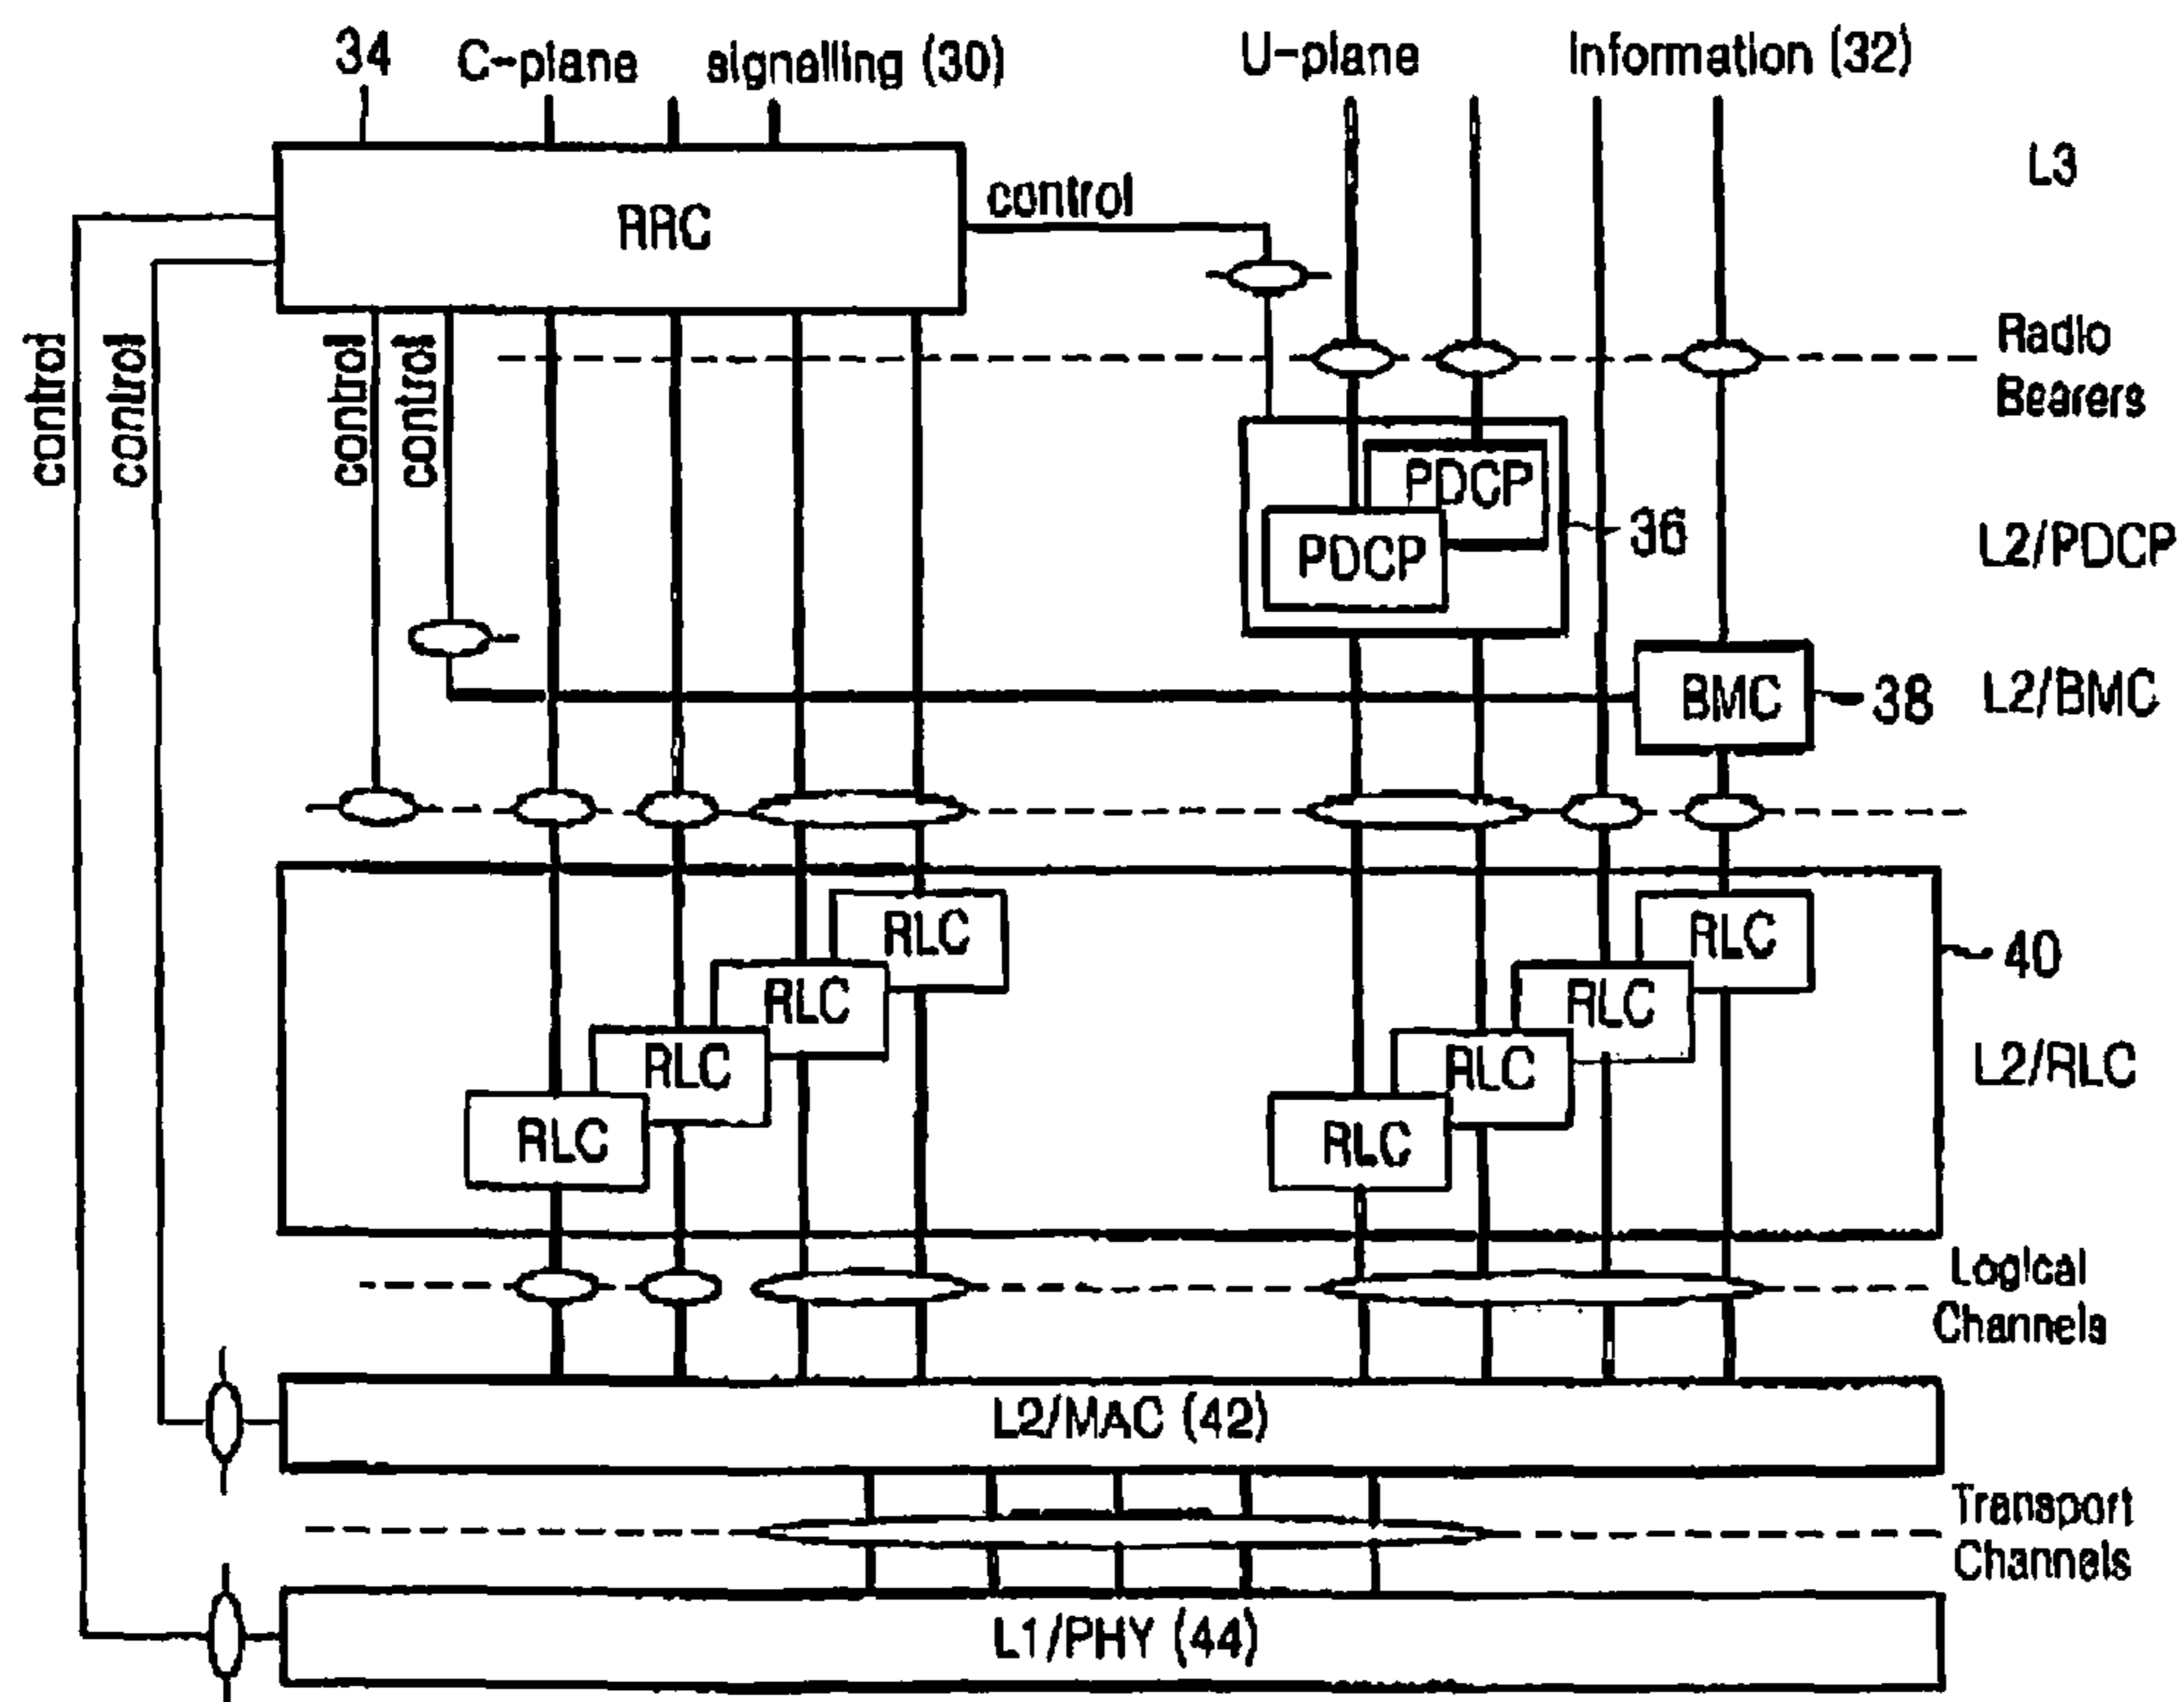 34 C-plane signalling (30) U-plane Information (32)
L3
RRC
control
control
control
control
control
Radio
Bearers
PDCP
PDCP
36
L2/PDCP
BMC
38
L2/BMC
RLC
RLC
RLC
RLC
RLC
RLC
RLC
RLC
40
L2/RLC
Logical
Channels
L2/MAC (42)
Transport
Channels
L1/PHY (44)